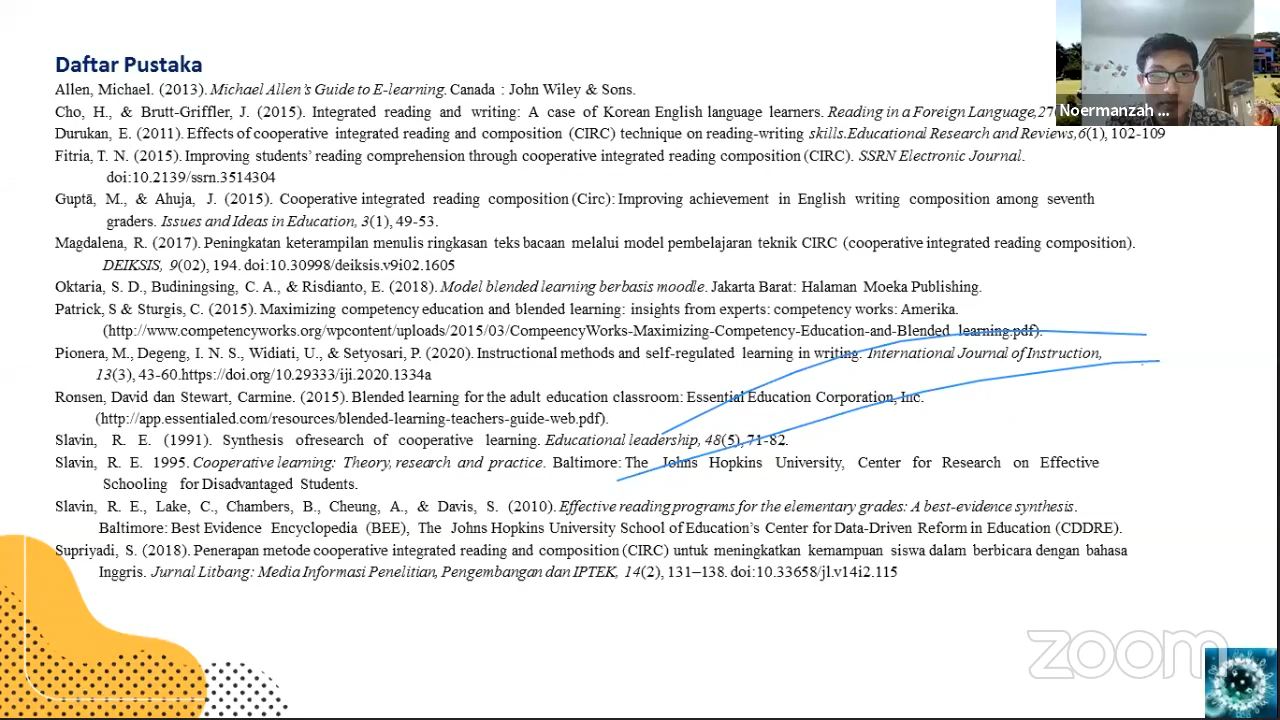 Daftar Pustaka
Allen, Michael. (2013). Michael Allen's Guide to E-learning. Canada : John Wiley & Sons.
Cho, H., & Brutt-Griffler, J. (2015). Integrated reading and writing: A case of Korean English language learners. Reading in a Foreign Language,
Durukan, E. (2011). Effects of cooperative integrated reading and composition (CIRC) technique on reading-writing skills.Educational Research and Reviews,6(1), 102-109
Fitria, T. N. (2015). Improving students' reading comprehension through cooperative integrated reading composition (CIRC). SSRN Electronic Journal.
doi:10.2139/ssrn.3514304
Guptā, M., & Ahuja, J. (2015). Cooperative integrated reading composition (Circ): Improving achievement in English writing composition among seventh
graders. Issues and Ideas in Education, 3(1), 49-53.
Magdalena, R. (2017). Peningkatan keterampilan menulis ringkasan teks bacaan melalui model pembelajaran teknik CIRC (cooperative integrated reading composition).
DEIKSIS, 9(02), 194. doi:10.30998/deiksis.v9i02.1605
Oktaria, S. D., Budiningsing, C. A., & Risdianto, E. (2018). Model blended learning berbasis moodle. Jakarta Barat: Halaman Moeka Publishing.
Patrick, S & Sturgis, C. (2015). Maximizing competency education and blended learning: insights from experts: competency works: Amerika.
(http://www.competencyworks.org/wpcontent/uploads/2015/03/CompeencyWorks-Maximizing-Competency-Education-and-Blended learning.pdf).
Pionera, M., Degeng, I. N. S., Widiati, U., & Setyosari, P. (2020). Instructional methods and self-regulated learning in writing. International Journal of Instruction,
13(3), 43-60.https://doi.org/10.29333/iji.2020.1334a
Ronsen, David dan Stewart, Carmine. (2015). Blended learning for the adult education classroom: Essential Education Corporation, Inc.
(http://app.essentialed.com/resources/blended-learning-teachers-guide-web.pdf).
Slavin, R. E. (1991). Synthesis ofresearch of cooperative learning. Educational leadership, 48(5), 71-82.
Slavin, R. E. 1995. Cooperative learning: Theory, research and practice. Baltimore: The Johns Hopkins University, Center for Research on Effective
Schooling for Disadvantaged Students.
Slavin, R. E., Lake, C., Chambers, B., Cheung, A., & Davis, S. (2010). Effective reading programs for the elementary grades: A best-evidence synthesis.
Baltimore: Best Evidence Encyclopedia (BEE), The Johns Hopkins University School of Education's Center for Data-Driven Reform in Education (CDDRE).
Supriyadi, S. (2018). Penerapan metode cooperative integrated reading and composition (CIRC) untuk meningkatkan kemampuan siswa dalam berbicara dengan bahasa
Inggris. Jurnal Litbang: Media Informasi Penelitian, Pengembangan dan IPTEK, 14(2), 131–138. doi:10.33658/jl.v14i2.115
Noermanzah ...
zoom